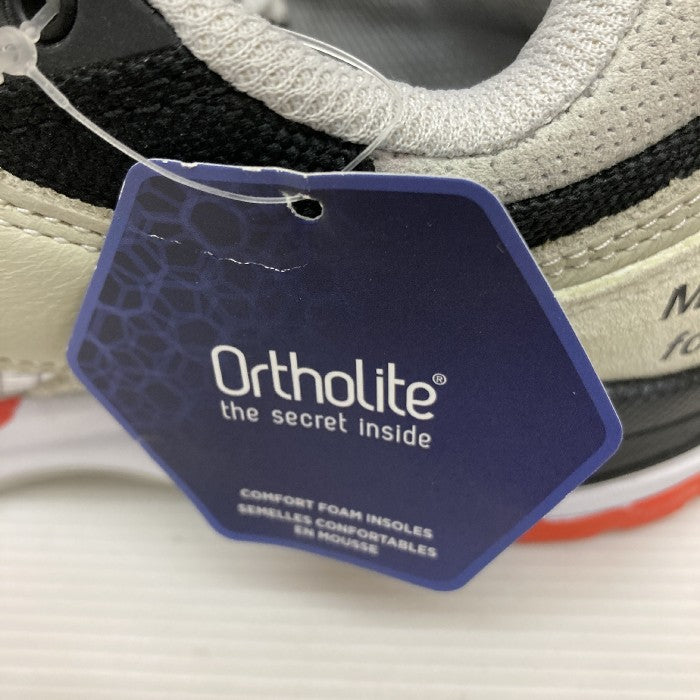 Ortholite®
the secret inside
COMFORT FOAM INSOLES
SEMELLES CONFORTABLES
EN MOUSSE